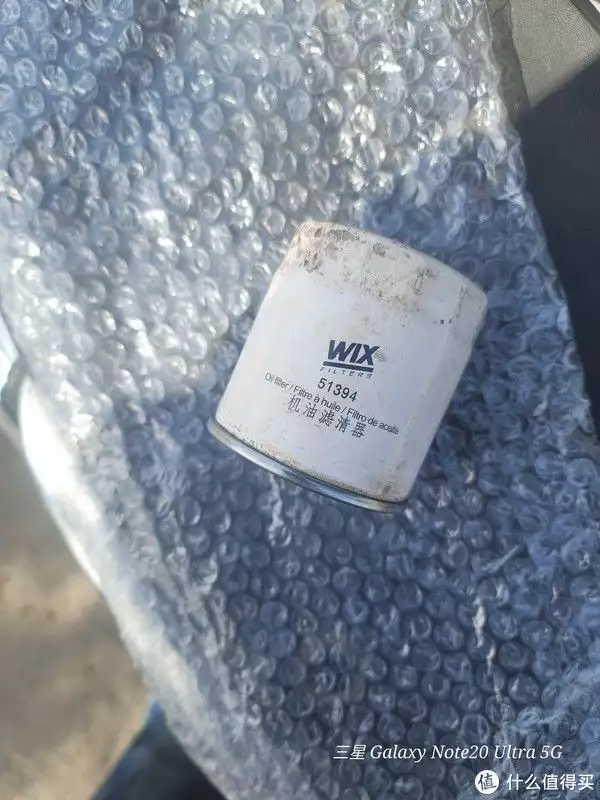 WIX
FILTERS
51394
Oil filter / Filtre à huile / Filtro de aceite
机油滤清器
三星 Galaxy Note20 Ultra 5G
值 什么值得买